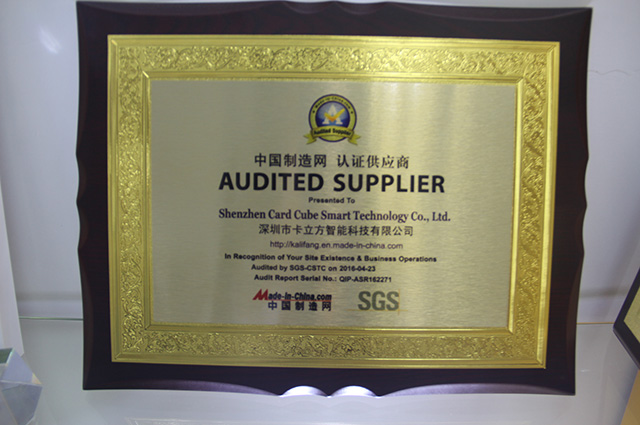 Audited Supplier
中国制造网 认证供应商
AUDITED SUPPLIER
Presented To
Shenzhen Card Cube Smart Technology Co., Ltd.
深圳市卡立方智能科技有限公司
http://kalifang.en.made-in-china.com
In Recognition of Your Site Existence & Business Operations
Audited by SGS-CSTC on 2016-04-23
Audit Report Serial No.: QIP-ASR162271
Made-in-China.com
中国制造网
SGS